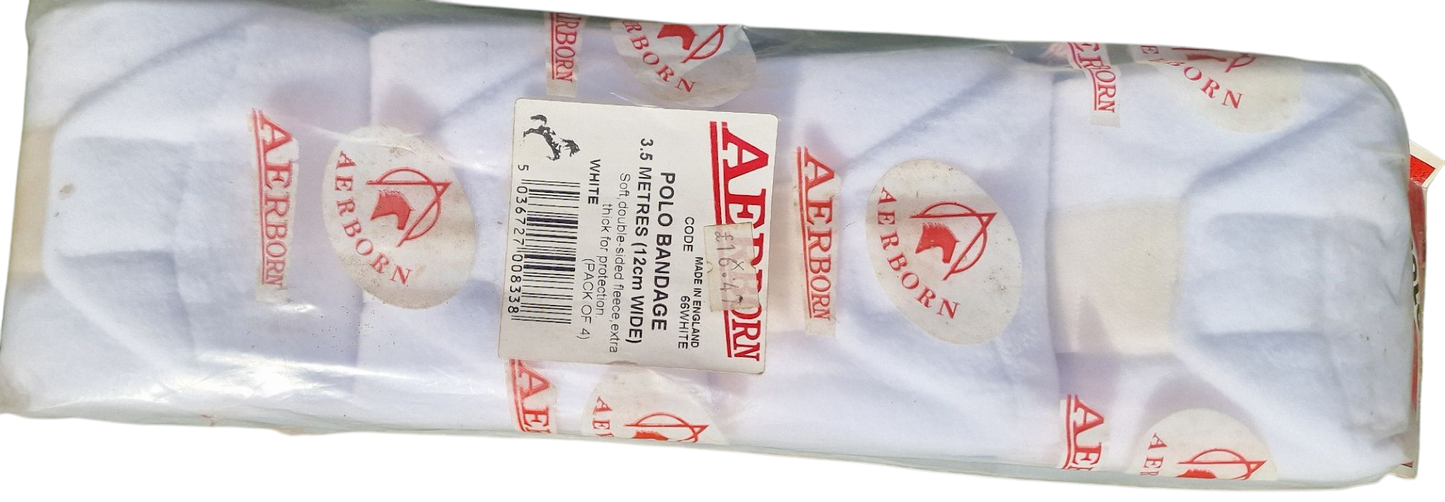 AERBORN
MADE IN ENGLAND
CODE 66WHITE
POLO BANDAGE
3.5 METRES (12cm WIDE)
Soft, double-sided fleece, extra
thick for protection
WHITE (PACK OF 4)
5 036727 008338
AERBORN
AERBORN
AERBORN
AERBORN
AERBORN